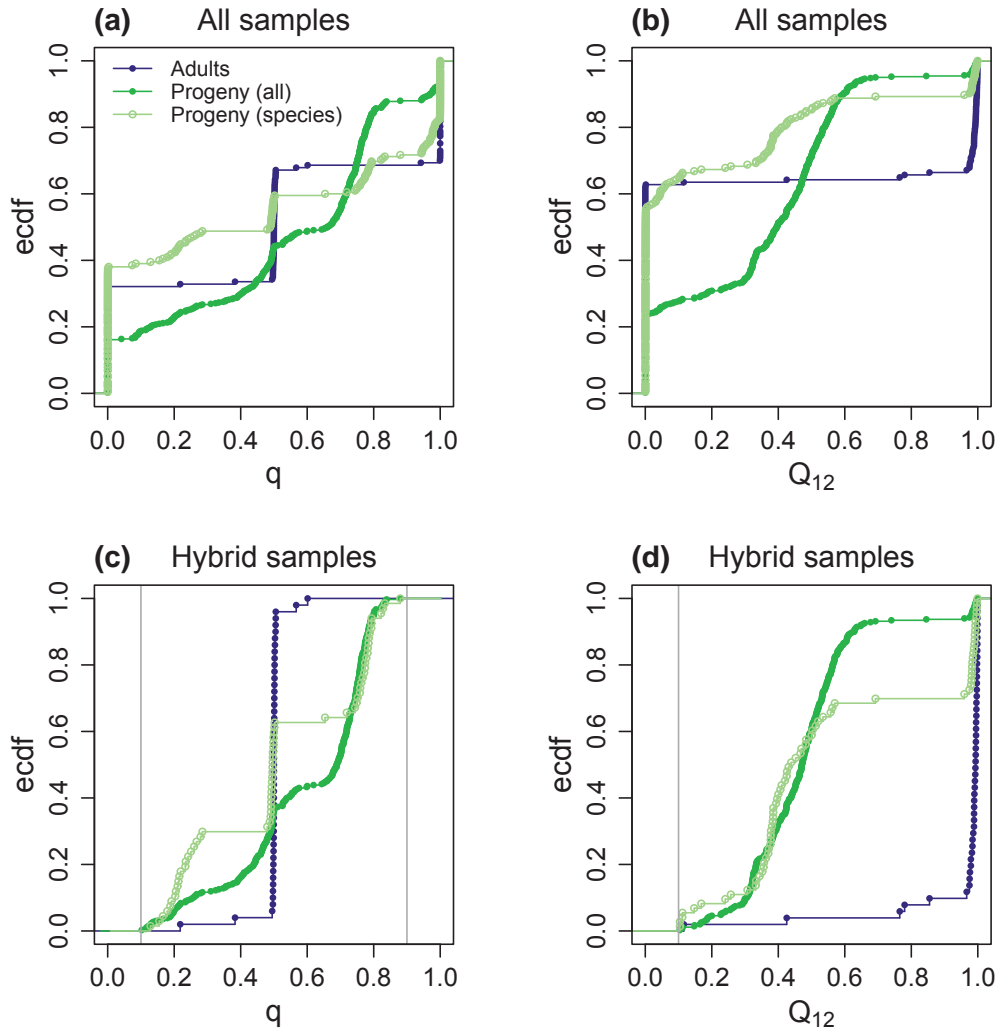 (a) All samples
(b) All samples
Adults
Progeny (all)
Progeny (species)
ecdf
0.0 0.2 0.4 0.6 0.8 1.0
0.0 0.2 0.4 0.6 0.8 1.0
q
ecdf
0.0 0.2 0.4 0.6 0.8 1.0
0.0 0.2 0.4 0.6 0.8 1.0
Q12
(c) Hybrid samples
(d) Hybrid samples
ecdf
0.0 0.2 0.4 0.6 0.8 1.0
0.0 0.2 0.4 0.6 0.8 1.0
q
ecdf
0.0 0.2 0.4 0.6 0.8 1.0
0.0 0.2 0.4 0.6 0.8 1.0
Q12